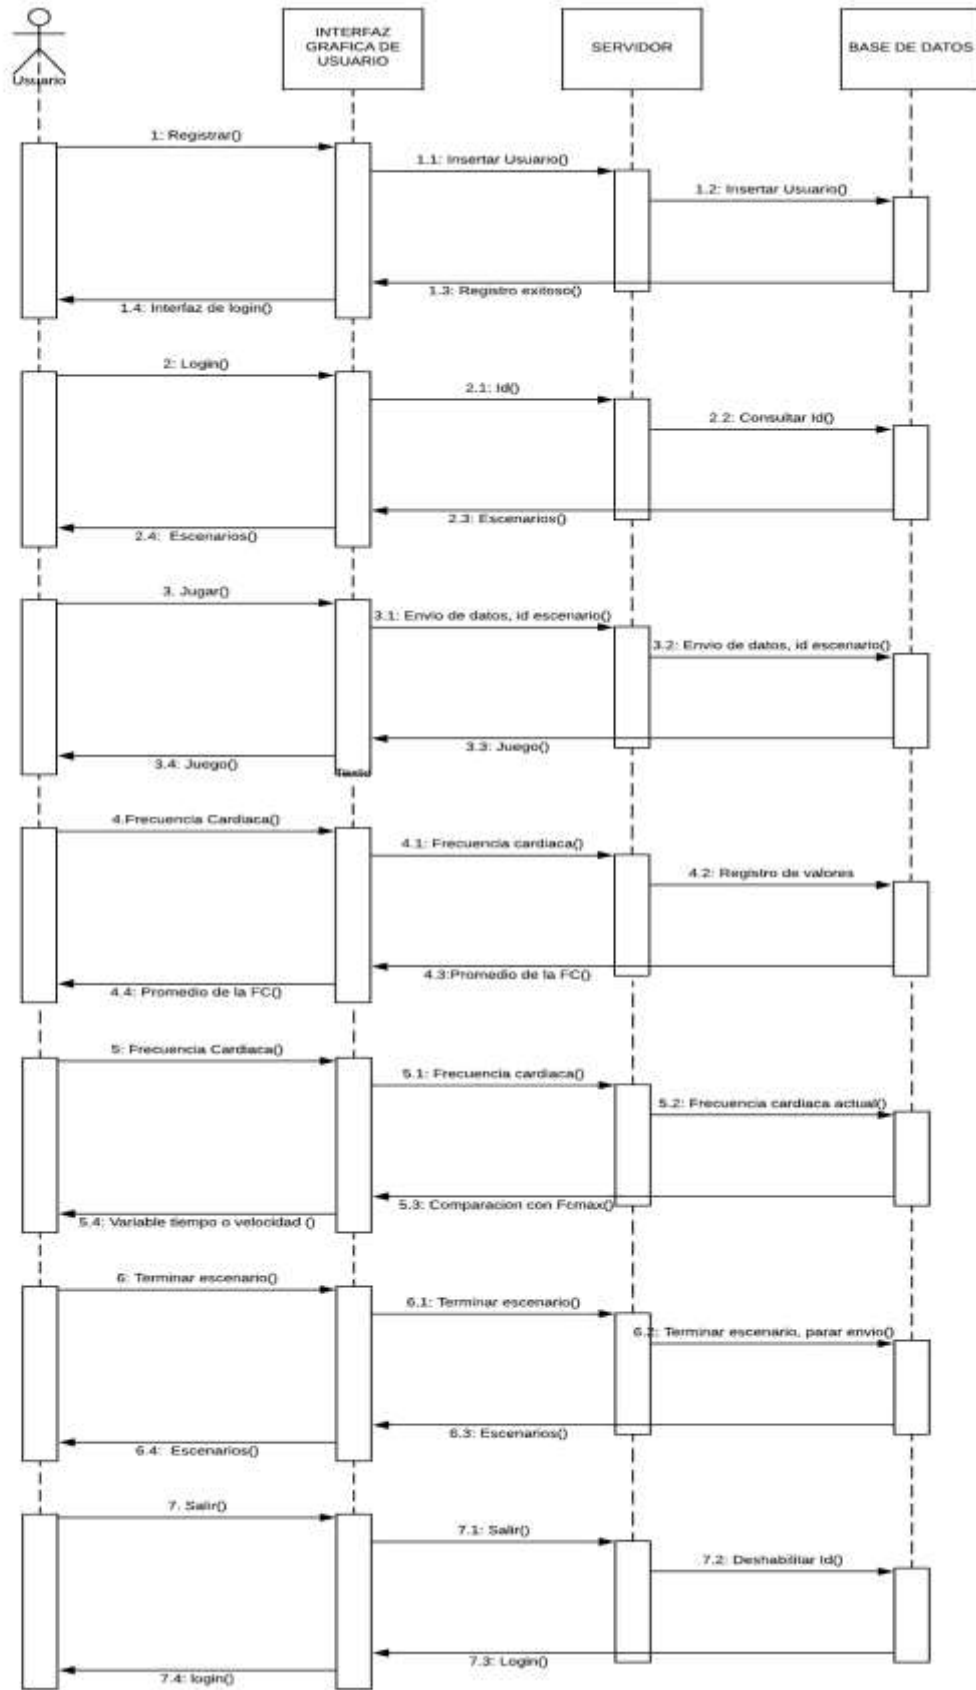 Usuario
INTERFAZ
GRAFICA DE
USUARIO
SERVIDOR
BASE DE DATOS
1: Registrar()
1.1: Insertar Usuario()
1.2: Insertar Usuario()
1.3: Registro exitoso()
1.4: Interfaz de login()
2: Login()
2.1: Id()
2.2: Consultar Id()
2.3: Escenarios()
2.4: Escenarios()
3. Jugar()
3.1: Envio de datos, id escenario()
3.2: Envio de datos, id escenario()
3.3: Juego()
3.4: Juego()
Texto
4.Frecuencia Cardiaca()
4.1: Frecuencia cardiaca()
4.2: Registro de valores
4.3:Promedio de la FC()
4.4: Promedio de la FC()
5: Frecuencia Cardiaca()
5.1: Frecuencia cardiaca()
5.2: Frecuencia cardiaca actual()
5.3: Comparacion con Fcmax()
5.4: Variable tiempo o velocidad ()
6: Terminar escenario()
6.1: Terminar escenario()
6.2: Terminar escenario, parar envio()
6.3: Escenarios()
6.4: Escenarios()
7. Salir()
7.1: Salir()
7.2: Deshabilitar Id()
7.3: Login()
7.4: login()